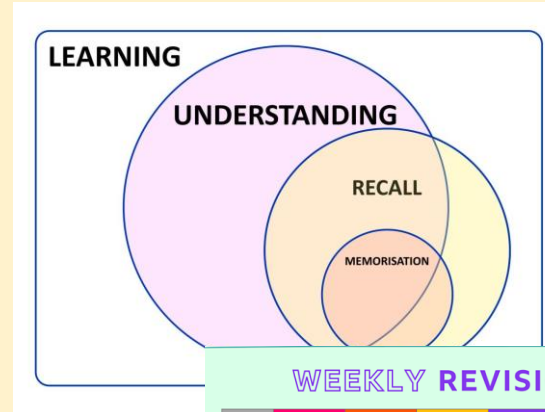 LEARNING
UNDERSTANDING
RECALL
MEMORISATION
WEEKLY REVISI